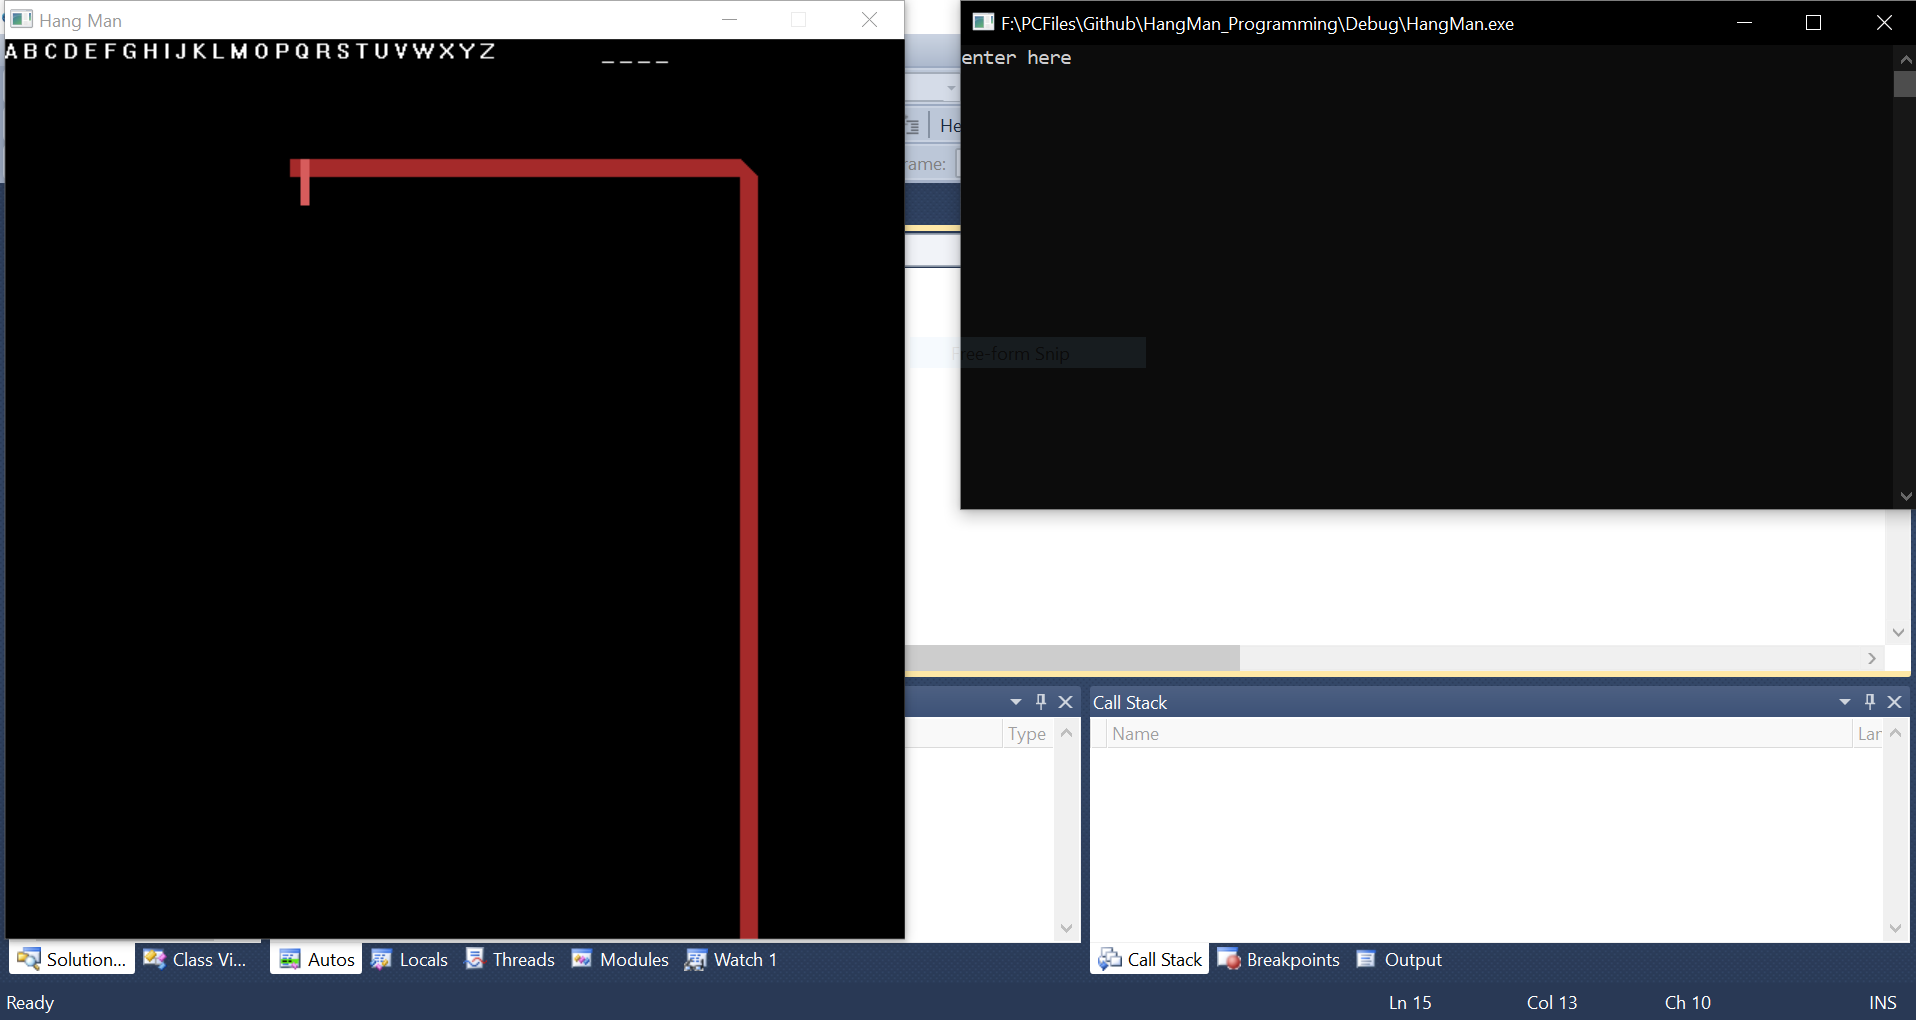 Hang Man
A B C D E F G H I J K L M O P Q R S T U V W X Y Z
_ _ _ _
F:\PCFiles\Github\HangMan_Programming\Debug\HangMan.exe
enter here
He
rame:
Free-form Snip
Type
Call Stack
Name
Lar
Solution...
Class Vi...
Autos
Locals
Threads
Modules
Watch 1
Call Stack
Breakpoints
Output
Ready
Ln 15
Col 13
Ch 10
INS